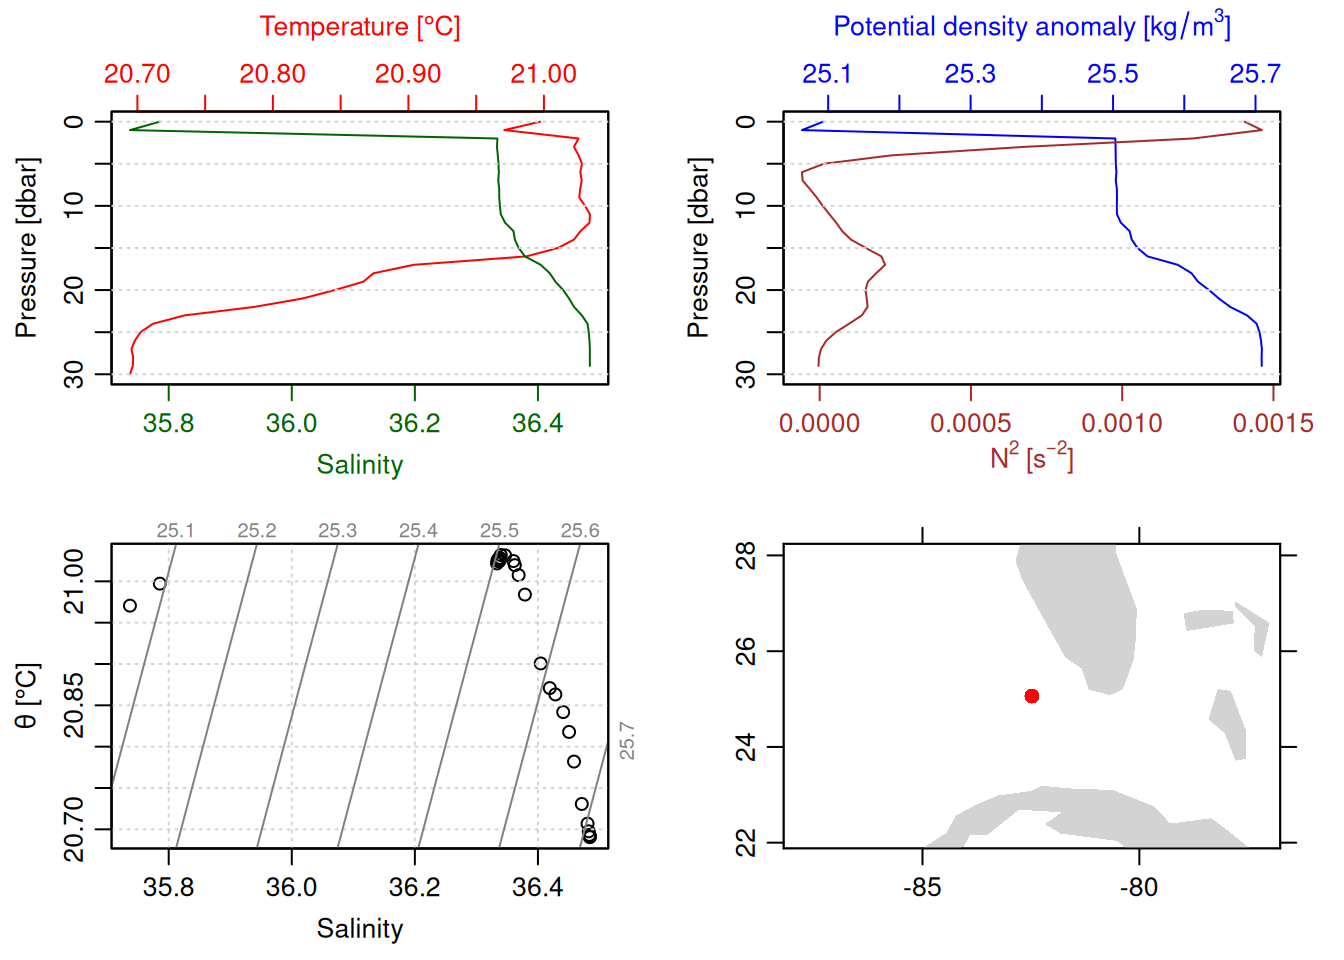 Temperature [°C]
20.70 20.80 20.90 21.00
Pressure [dbar]
0
10
20
30
35.8 36.0 36.2 36.4
Salinity
Potential density anomaly [kg/m³]
25.1 25.3 25.5 25.7
Pressure [dbar]
0
10
20
30
0.0000 0.0005 0.0010 0.0015
N² [s⁻²]
25.1 25.2 25.3 25.4 25.5 25.6
25.7
θ [°C]
21.00
20.85
20.70
35.8 36.0 36.2 36.4
Salinity
28
26
24
22
-85 -80